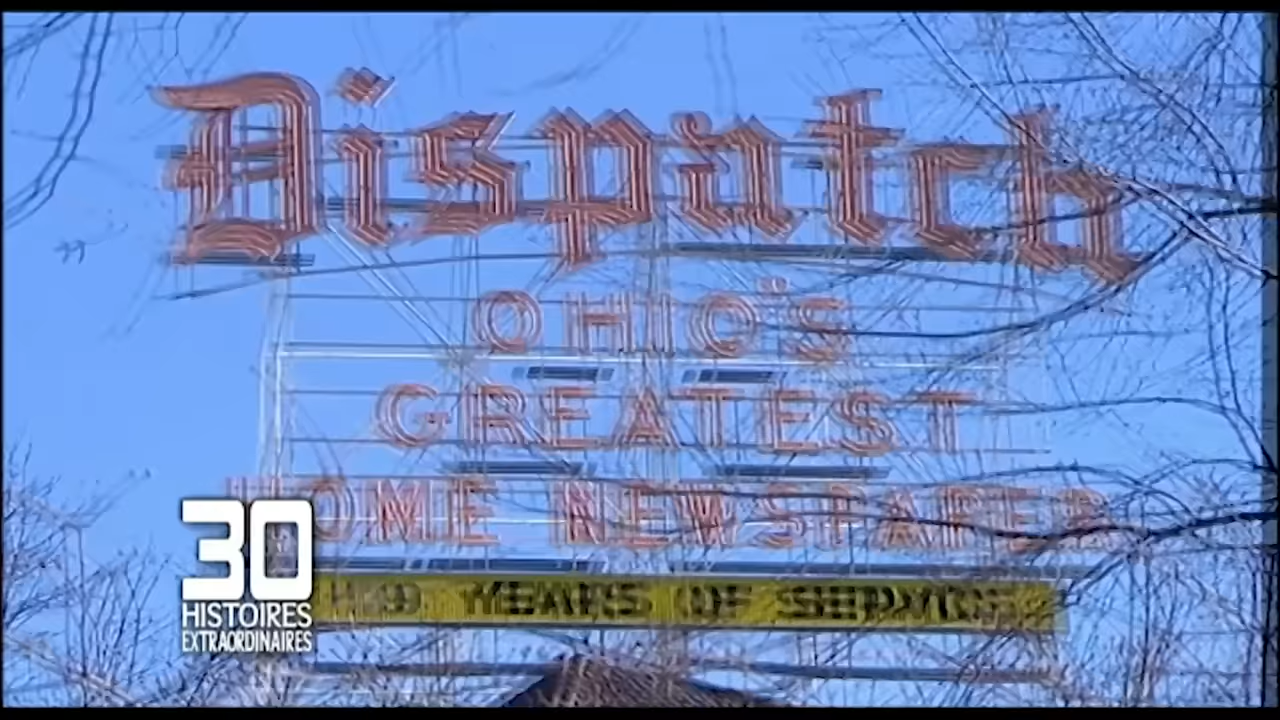 Dispatch
OHIO'S
GREATEST
HOME NEWSPAPER
YEARS OF SERVICE
30
HISTOIRES
EXTRAORDINAIRES